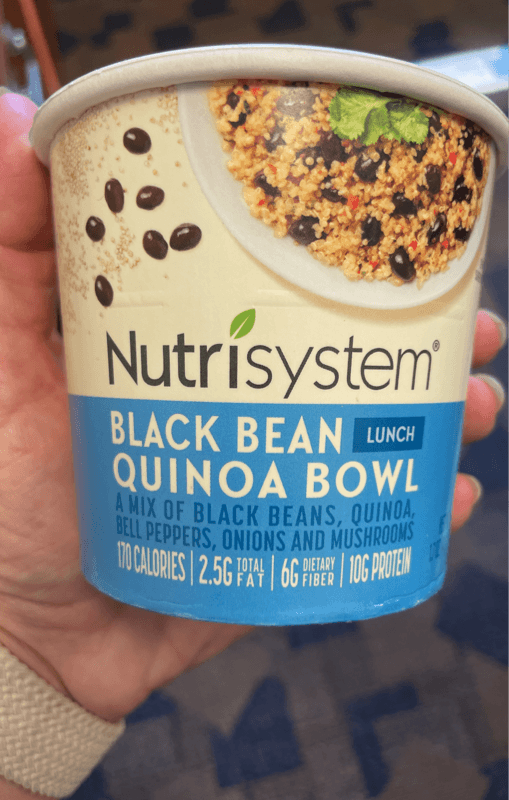 Nutrisystem®
BLACK BEAN LUNCH
QUINOA BOWL
A MIX OF BLACK BEANS, QUINOA,
BELL PEPPERS, ONIONS AND MUSHROOMS
170 CALORIES | 2.5G TOTAL FAT | 6G DIETARY FIBER | 10G PROTEIN